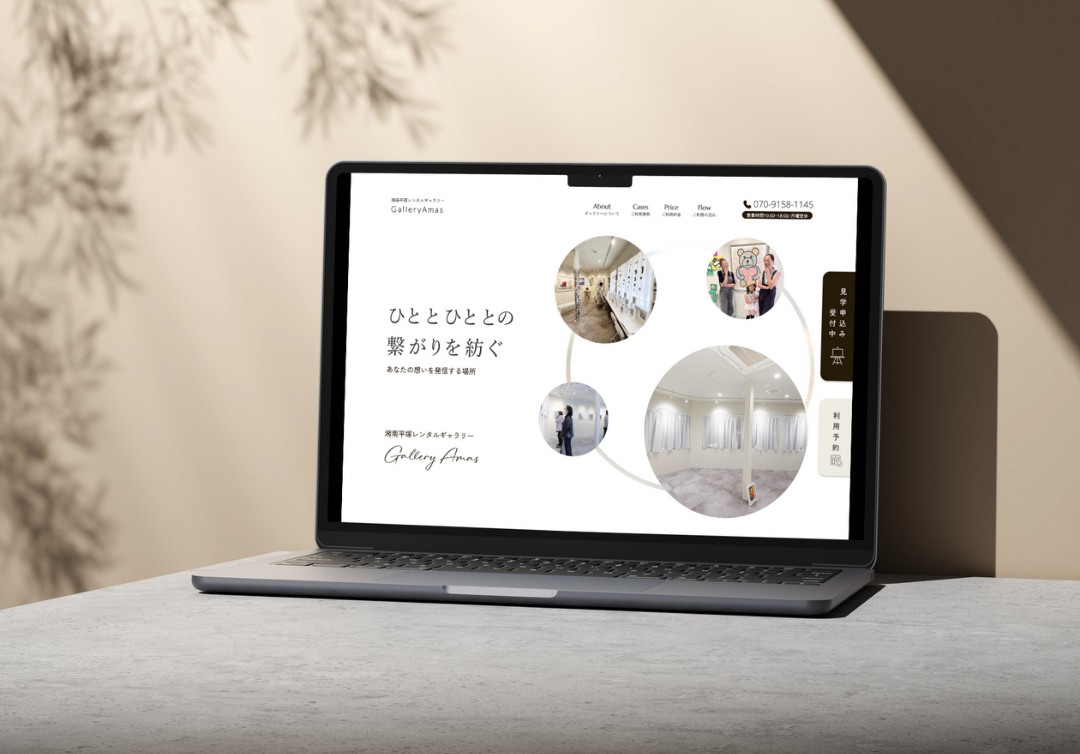 湘南平塚レンタルギャラリー
GalleryAmas
About
ギャラリーについて
Cases
ご利用事例
Price
ご利用料金
Flow
ご利用の流れ
070-9158-1145
営業時間10:00-18:00/月曜定休
ひととひととの
繋がりを紡ぐ
あなたの想いを発信する場所
湘南平塚レンタルギャラリー
Gallery Amas
見学申込み
受付中
利用予約